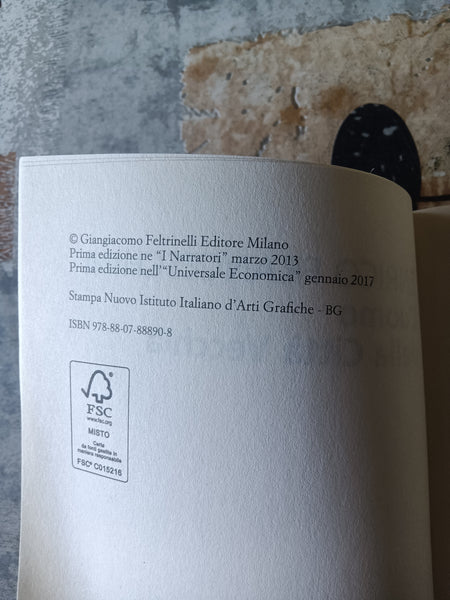 © Giangiacomo Feltrinelli Editore Milano
Prima edizione ne “I Narratori” marzo 2013
Prima edizione nell’“Universale Economica” gennaio 2017
Stampa Nuovo Istituto Italiano d’Arti Grafiche - BG
ISBN 978-88-07-88890-8
FSC
www.fsc.org
MISTO
Carta
da fonti gestite in
maniera responsabile
FSC® C015216